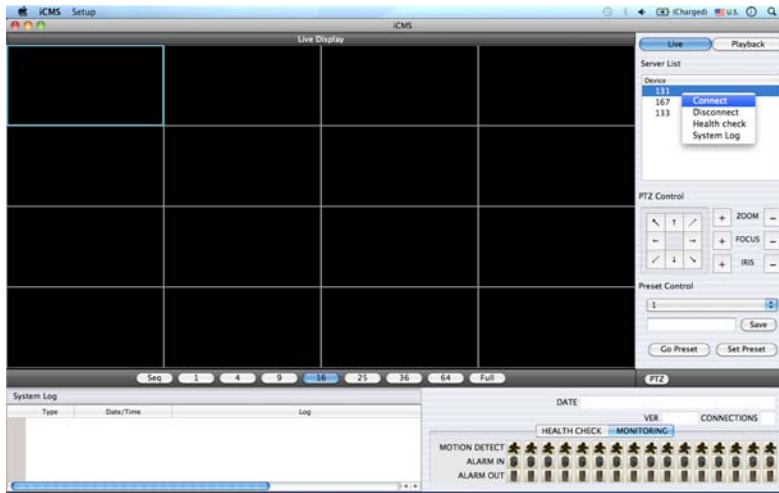 iCMS Setup (Charged) U.S. Q
iCMS
Live Display
Live Playback
Server List
Device
131
167
133
Connect
Disconnect
Health check
System Log
PTZ Control
+ ZOOM -
+ FOCUS -
+ IRIS -
Preset Control
1
Save
Go Preset Set Preset
Seq 1 4 9 16 25 36 64 Full PTZ
System Log
Type Date/Time Log
DATE
VER CONNECTIONS
HEALTH CHECK MONITORING
MOTION DETECT
ALARM IN
ALARM OUT